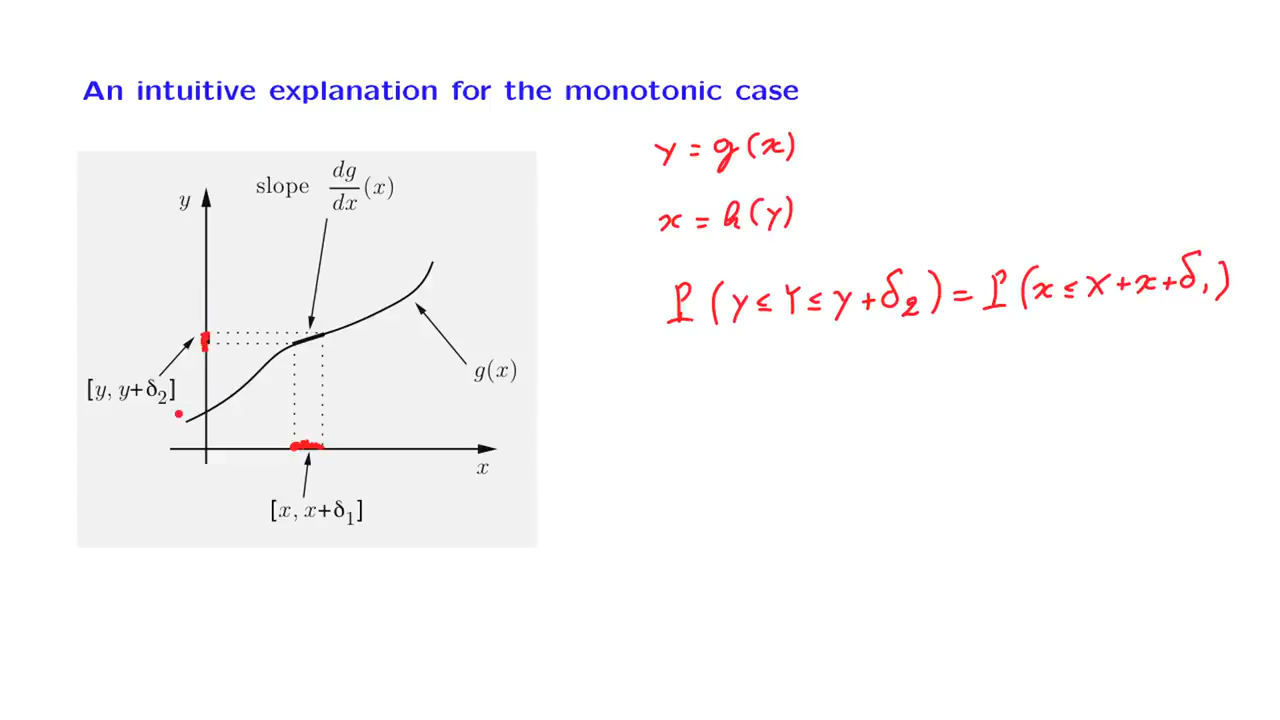 An intuitive explanation for the monotonic case
y = g(x)
x = h(y)
P(y ≤ Y ≤ y + δ2) = P(x ≤ X + x + δ1)
slope dg/dx (x)
y
[y, y+δ2]
g(x)
x
[x, x+δ1]